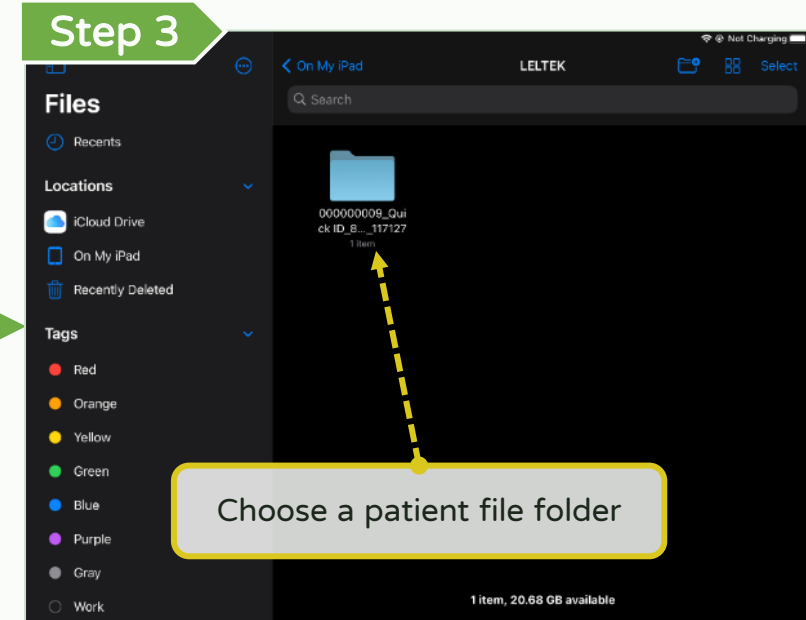 Step 3
Not Charging
Files
On My iPad
LELTEK
Select
Search
Recents
Locations
iCloud Drive
On My iPad
Recently Deleted
Tags
Red
Orange
Yellow
Green
Blue
Purple
Gray
Work
000000009_Qui
ck ID_8..._117127
1 item
Choose a patient file folder
1 item, 20.68 GB available